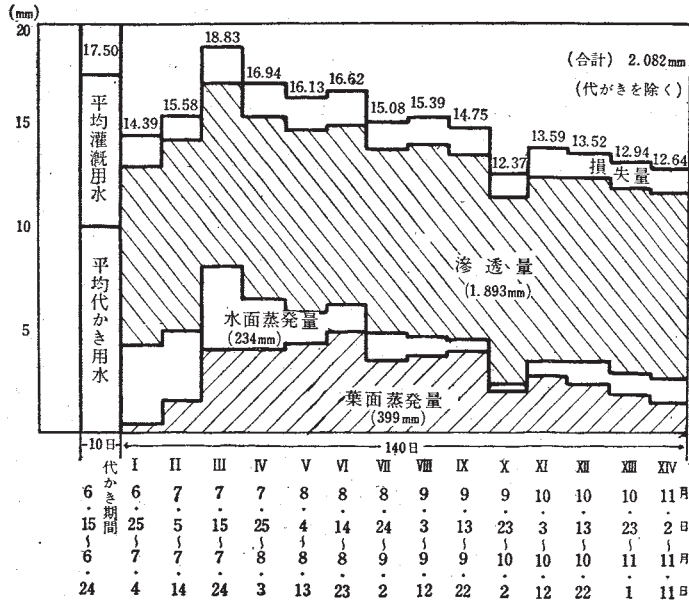 (mm)
20
15
10
5
17.50
平均灌漑用水
平均代かき用水
14.39
15.58
18.83
16.94
16.13
16.62
15.08
15.39
14.75
12.37
13.59
13.52
12.94
12.64
(合計) 2.082mm
(代がきを除く)
損失量
滲透量
(1.893mm)
水面蒸発量
(234mm)
葉面蒸発量
(399mm)
10日
140日
代かき期間
I II III IV V VI VII VIII IX X XI XII XIII XIV
6 6 7 7 7 8 8 8 9 9 9 10 10 10 11月
・ ・ ・ ・ ・ ・ ・ ・ ・ ・ ・ ・ ・ ・ ・
15 25 5 15 25 4 14 24 3 13 23 3 13 23 2日
~ ~ ~ ~ ~ ~ ~ ~ ~ ~ ~ ~ ~ ~ ~
6 7 7 7 8 8 8 9 9 9 10 10 10 11 11月
・ ・ ・ ・ ・ ・ ・ ・ ・ ・ ・ ・ ・ ・ ・
24 4 14 24 3 13 23 2 12 22 2 12 22 1 11日